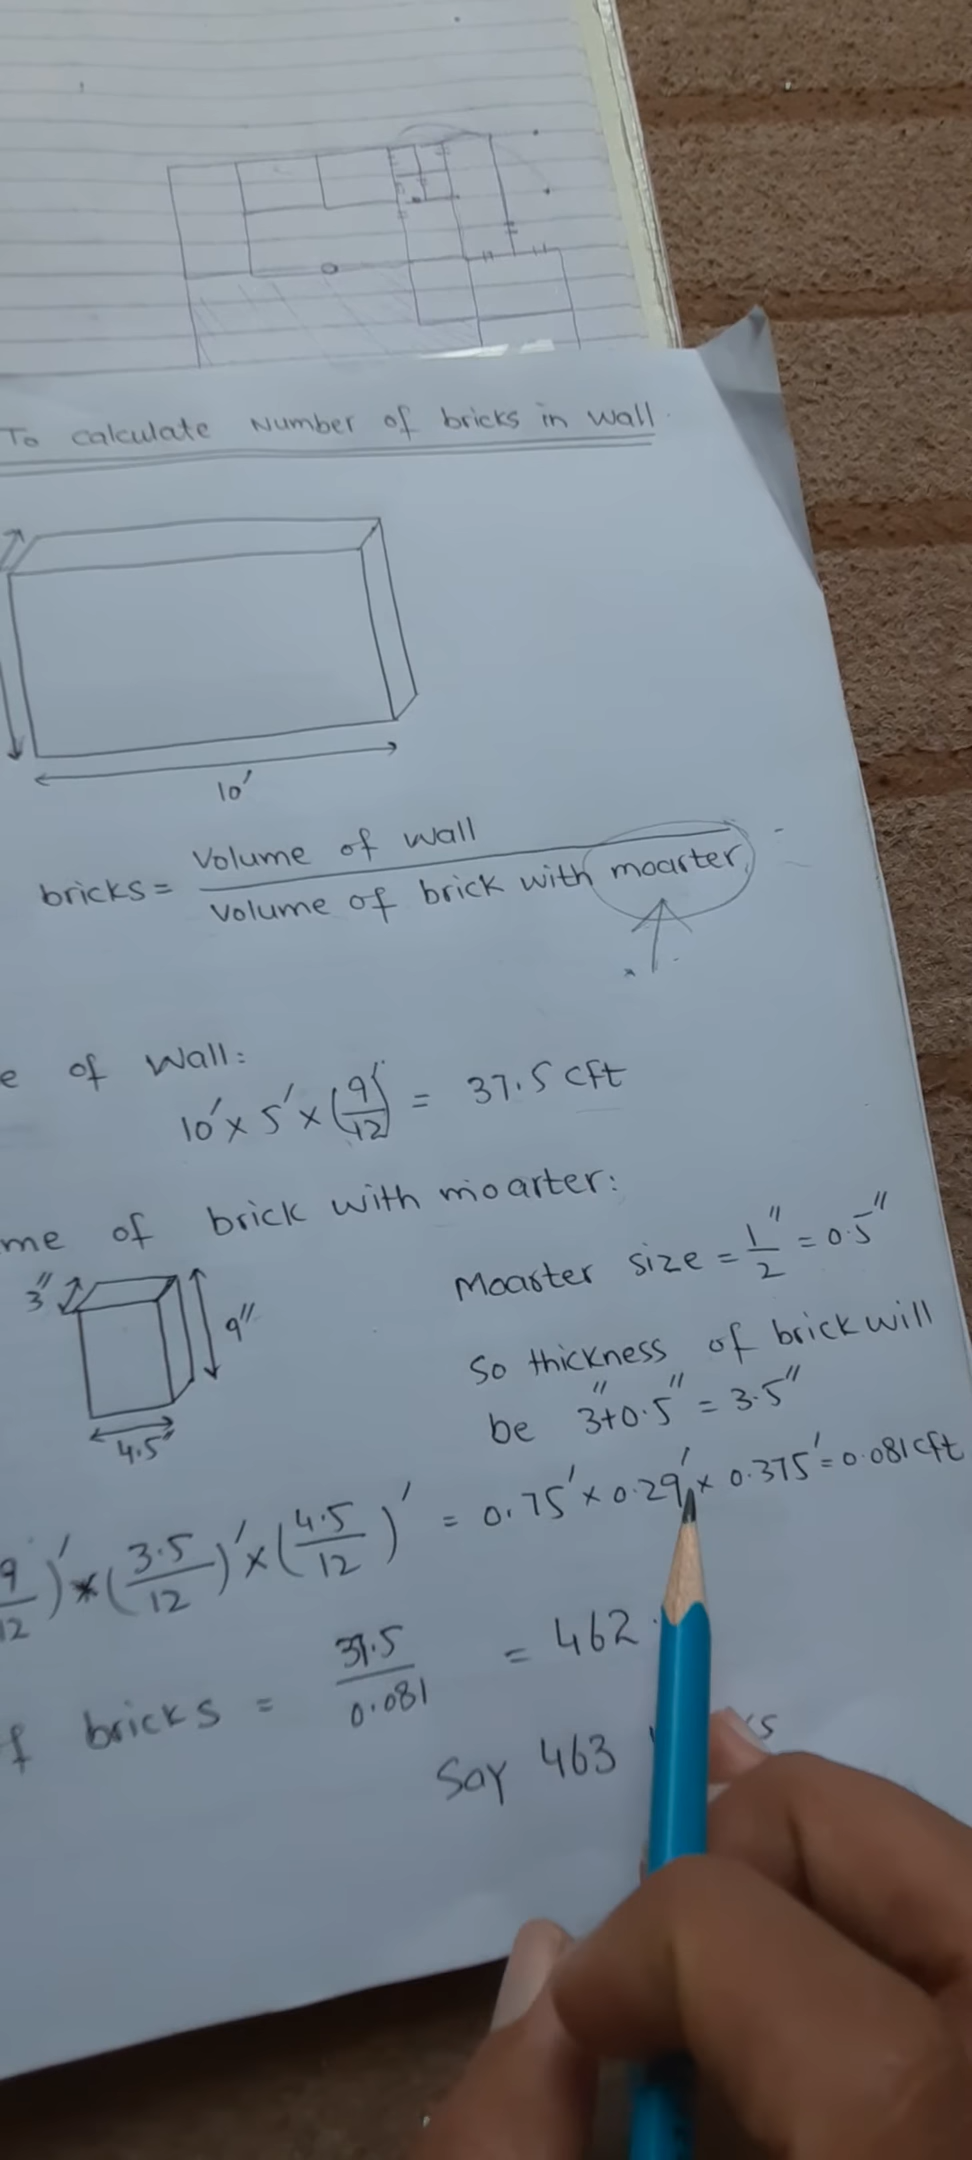 To calculate Number of bricks in wall
10'
bricks = Volume of wall / Volume of brick with moarter
e of Wall:
10' x 5' x (9/12)' = 37.5 cft
me of brick with moarter:
3"
9"
4.5"
Moarter size = 1/2" = 0.5"
So thickness of brick will
be 3"+0.5" = 3.5"
9/12)' x (3.5/12)' x (4.5/12)' = 0.75' x 0.29' x 0.375' = 0.081 cft
f bricks = 37.5/0.081 = 462.
Say 463